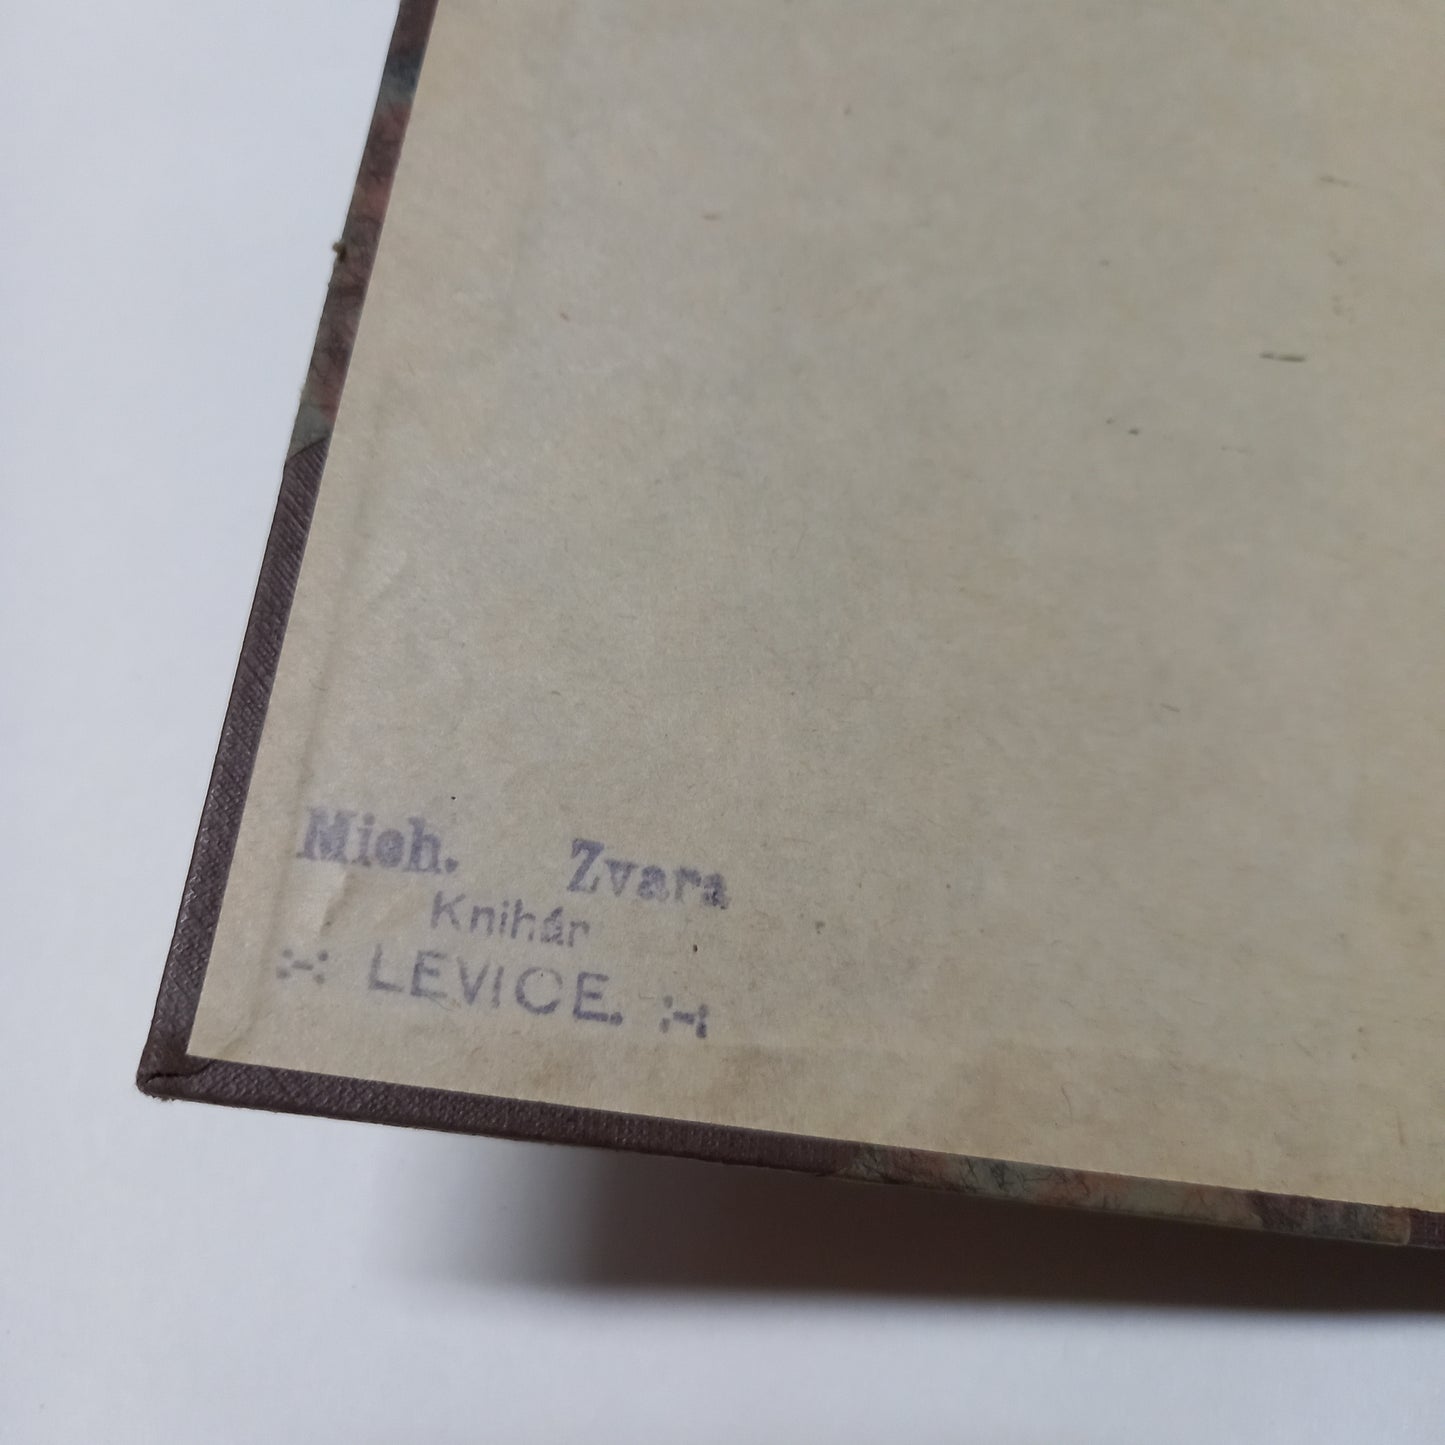 Mich. Zvara
Knihár
LEVICE.